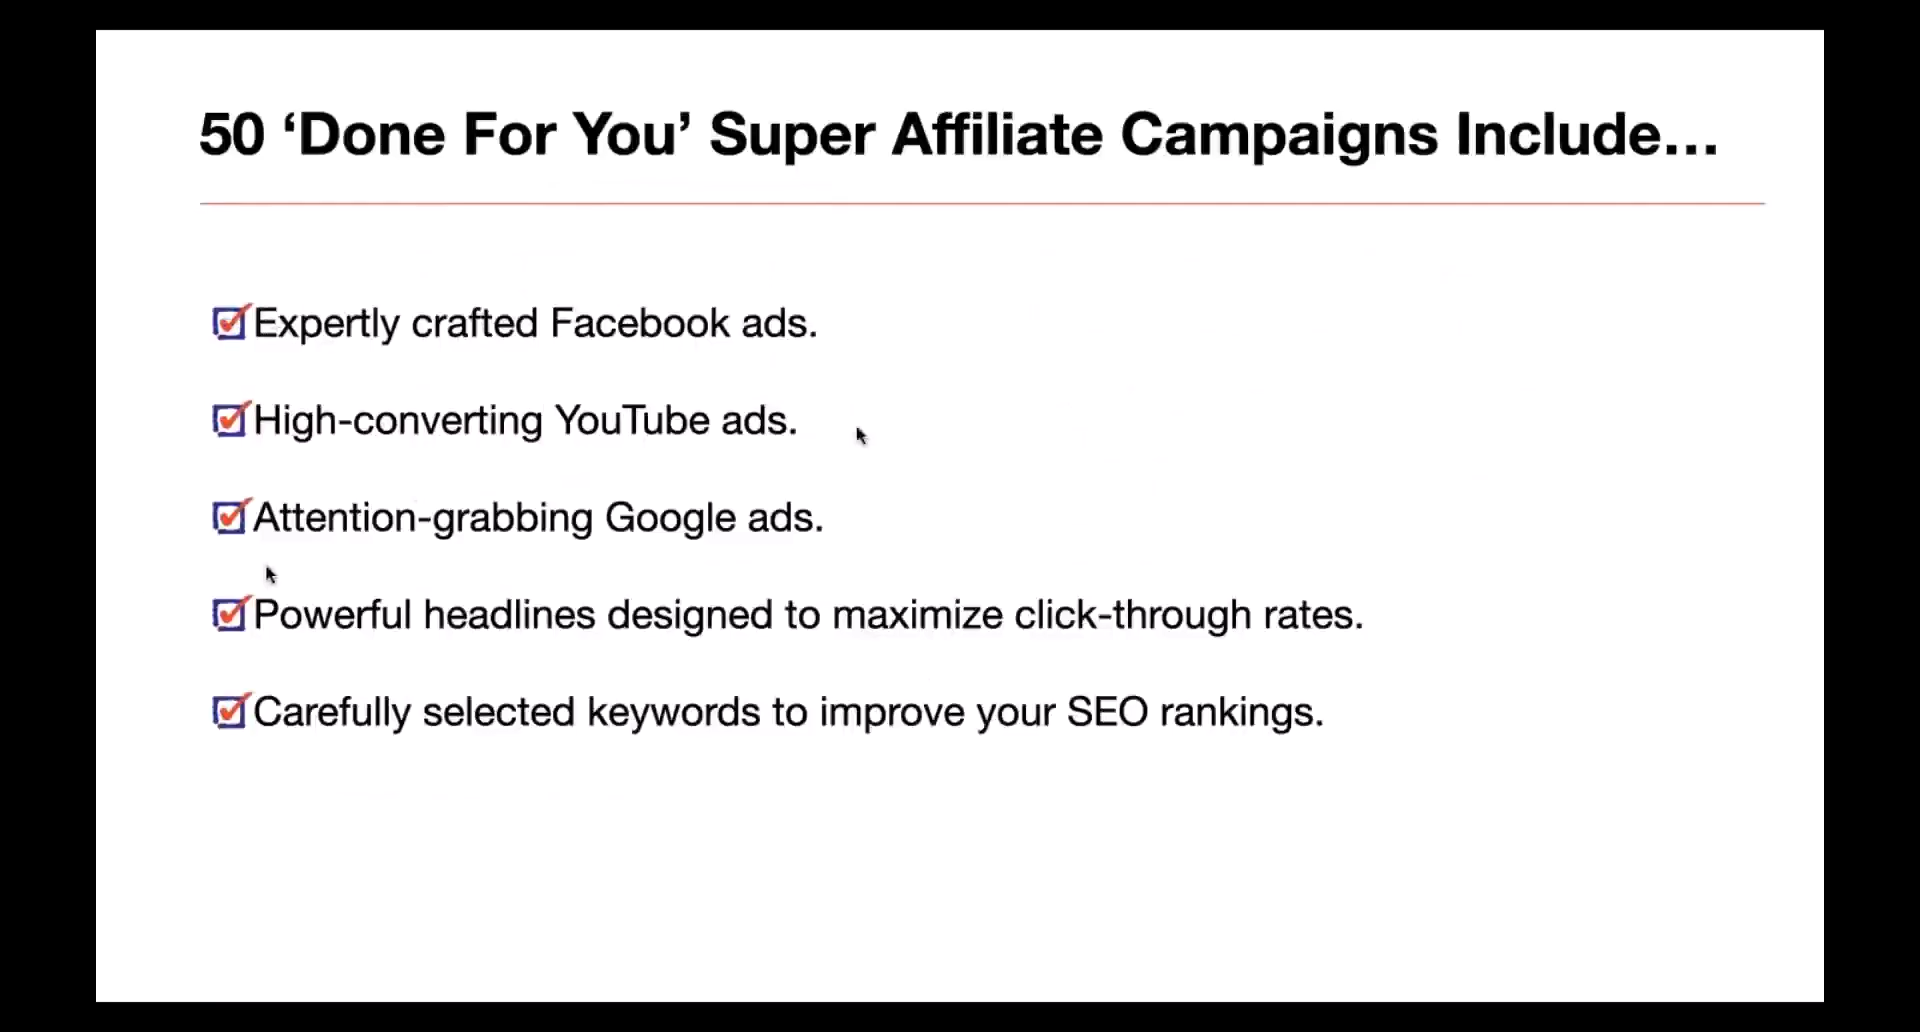 50 ‘Done For You’ Super Affiliate Campaigns Include…
Expertly crafted Facebook ads.
High-converting YouTube ads.
Attention-grabbing Google ads.
Powerful headlines designed to maximize click-through rates.
Carefully selected keywords to improve your SEO rankings.